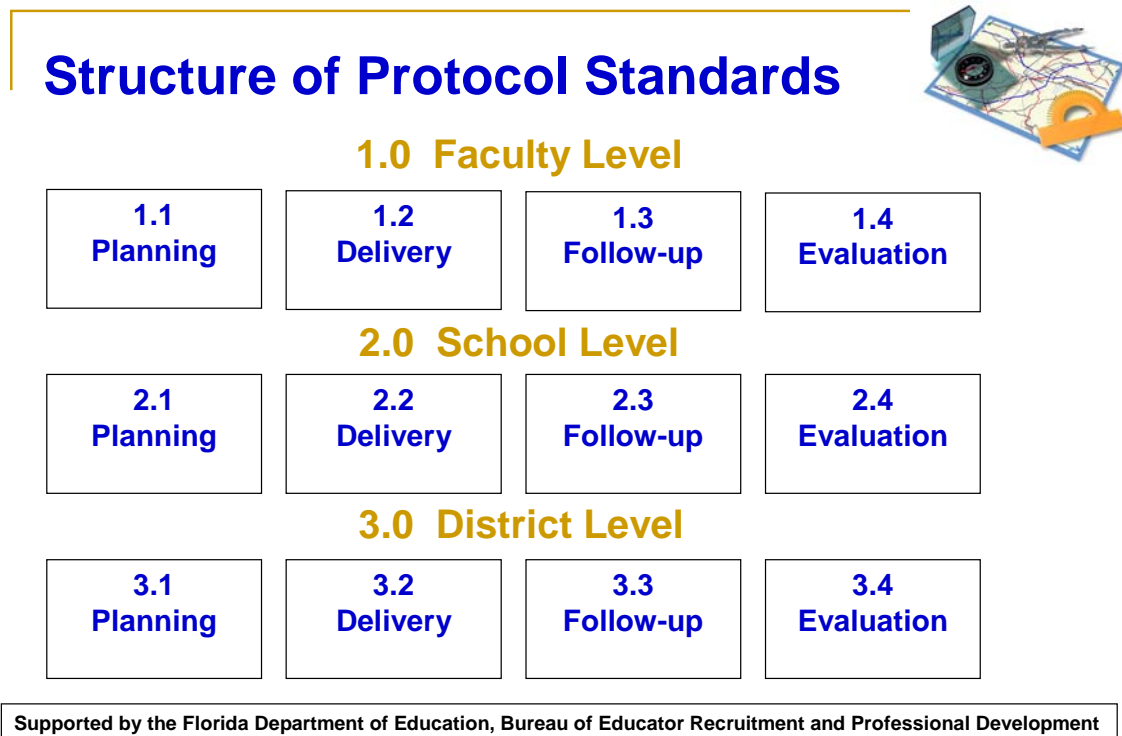 Structure of Protocol Standards
1.0 Faculty Level
1.1
Planning
1.2
Delivery
1.3
Follow-up
1.4
Evaluation
2.0 School Level
2.1
Planning
2.2
Delivery
2.3
Follow-up
2.4
Evaluation
3.0 District Level
3.1
Planning
3.2
Delivery
3.3
Follow-up
3.4
Evaluation
Supported by the Florida Department of Education, Bureau of Educator Recruitment and Professional Development